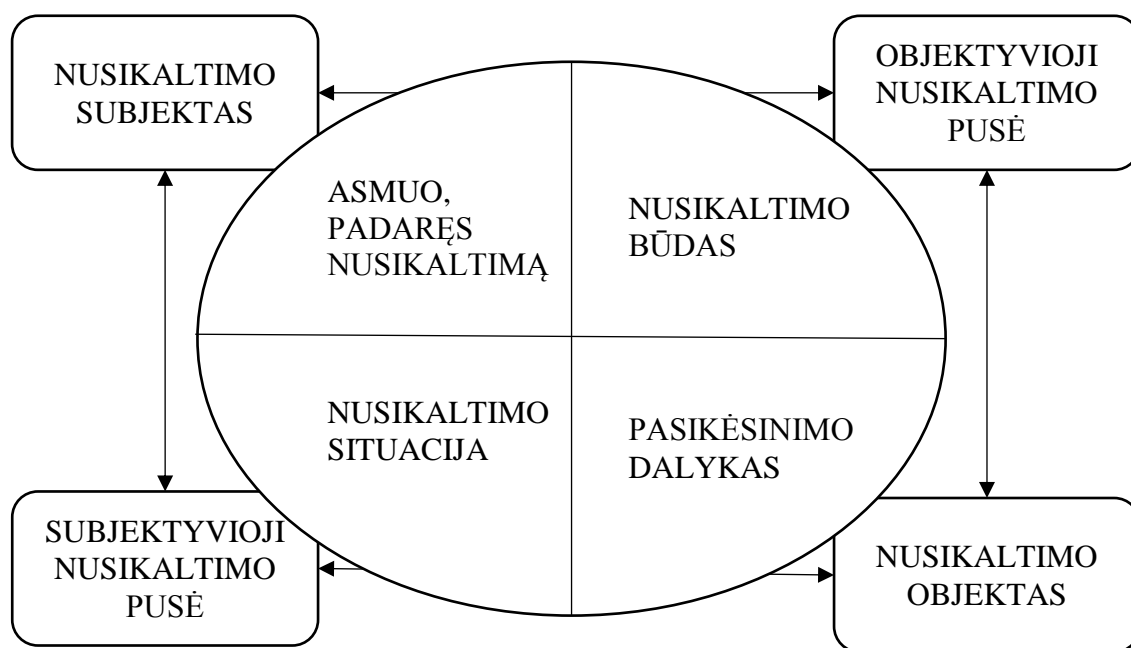 NUSIKALTIMO
SUBJEKTAS
OBJEKTYVIOJI
NUSIKALTIMO
PUSĖ
ASMUO,
PADARĘS
NUSIKALTIMĄ
NUSIKALTIMO
BŪDAS
NUSIKALTIMO
SITUACIJA
PASIKĖSINIMO
DALYKAS
SUBJEKTYVIOJI
NUSIKALTIMO
PUSĖ
NUSIKALTIMO
OBJEKTAS